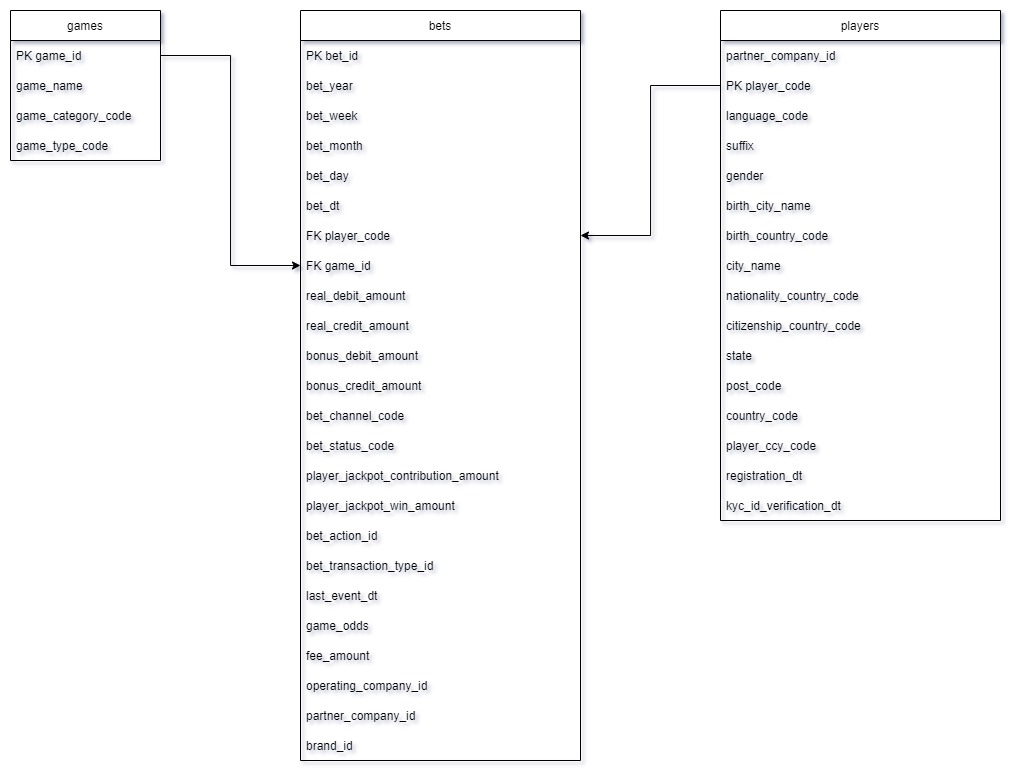 games
PK game_id
game_name
game_category_code
game_type_code
bets
PK bet_id
bet_year
bet_week
bet_month
bet_day
bet_dt
FK player_code
FK game_id
real_debit_amount
real_credit_amount
bonus_debit_amount
bonus_credit_amount
bet_channel_code
bet_status_code
player_jackpot_contribution_amount
player_jackpot_win_amount
bet_action_id
bet_transaction_type_id
last_event_dt
game_odds
fee_amount
operating_company_id
partner_company_id
brand_id
players
partner_company_id
PK player_code
language_code
suffix
gender
birth_city_name
birth_country_code
city_name
nationality_country_code
citizenship_country_code
state
post_code
country_code
player_ccy_code
registration_dt
kyc_id_verification_dt